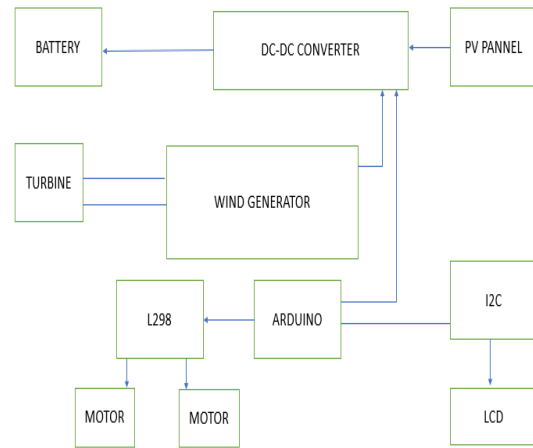 BATTERY
DC-DC CONVERTER
PV PANNEL
TURBINE
WIND GENERATOR
L298
ARDUINO
I2C
MOTOR
MOTOR
LCD